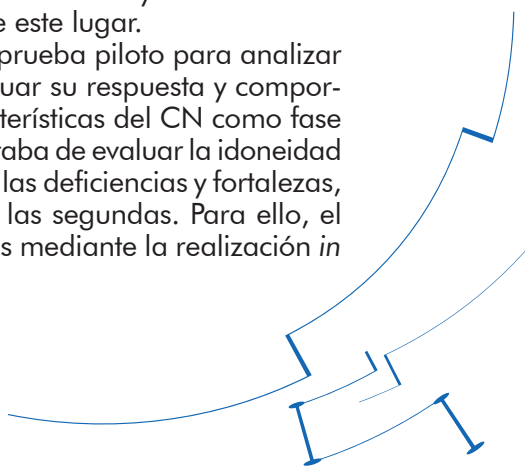 este lugar.
prueba piloto para analizar
uar su respuesta y compor-
terísticas del CN como fase
taba de evaluar la idoneidad
las deficiencias y fortalezas,
las segundas. Para ello, el
s mediante la realización in